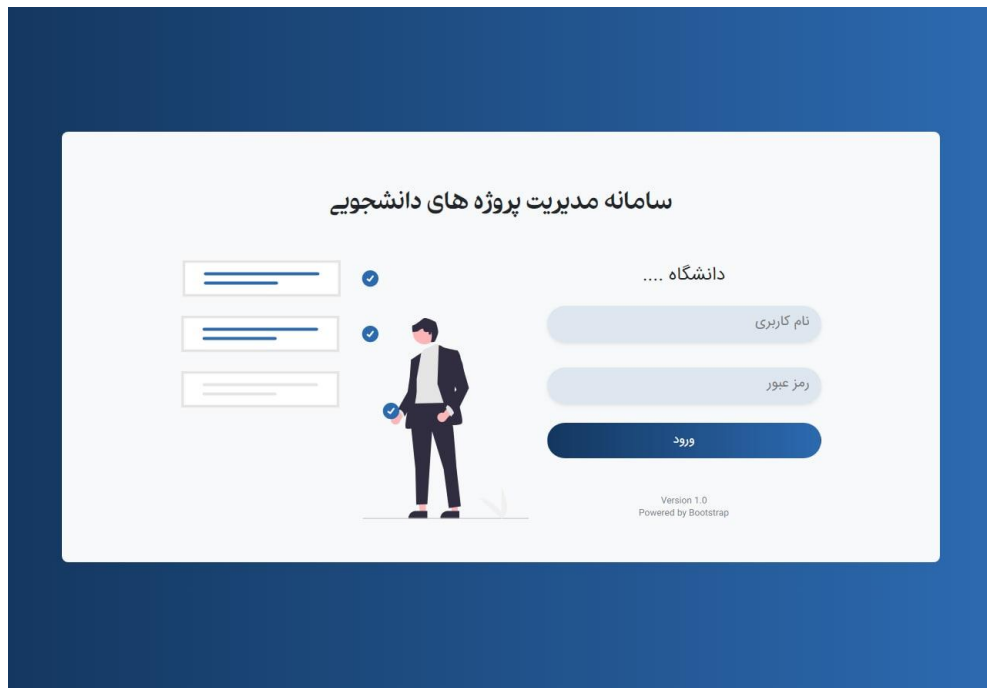 سامانه مدیریت پروژه های دانشجویی
دانشگاه ....
نام کاربری
رمز عبور
ورود
Version 1.0
Powered by Bootstrap